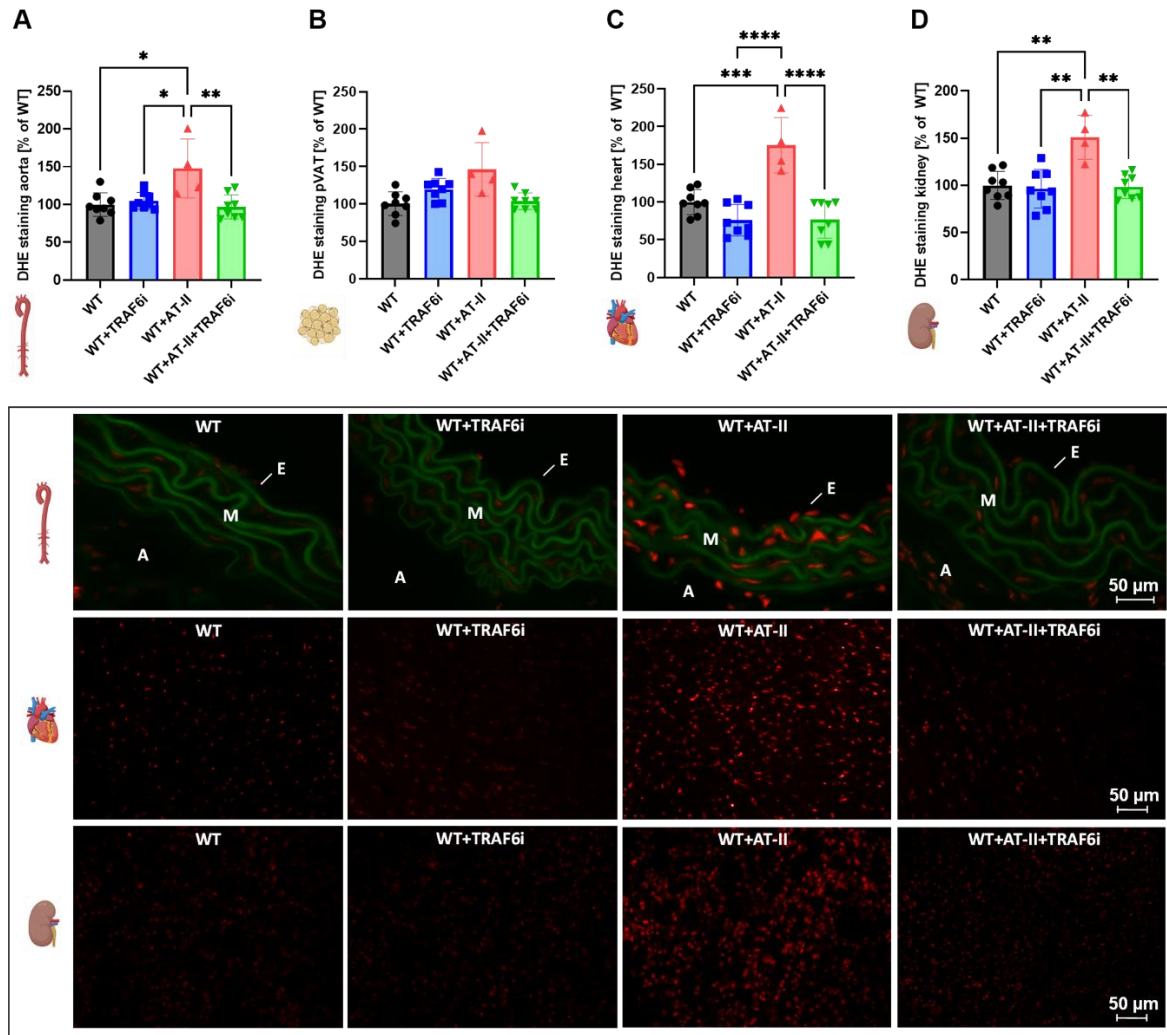 A
DHE staining aorta [% of WT]
250
200
150
100
50
0
*
*
**
WT
WT+TRAF6i
WT+AT-II
WT+AT-II+TRAF6i
B
DHE staining pVAT [% of WT]
250
200
150
100
50
0
WT
WT+TRAF6i
WT+AT-II
WT+AT-II+TRAF6i
C
DHE staining heart [% of WT]
250
200
150
100
50
0
****
***
****
WT
WT+TRAF6i
WT+AT-II
WT+AT-II+TRAF6i
D
DHE staining kidney [% of WT]
200
150
100
50
0
**
**
**
WT
WT+TRAF6i
WT+AT-II
WT+AT-II+TRAF6i
WT
E
M
A
WT+TRAF6i
E
M
A
WT+AT-II
E
M
A
WT+AT-II+TRAF6i
E
M
A
50 µm
WT
WT+TRAF6i
WT+AT-II
WT+AT-II+TRAF6i
50 µm
WT
WT+TRAF6i
WT+AT-II
WT+AT-II+TRAF6i
50 µm